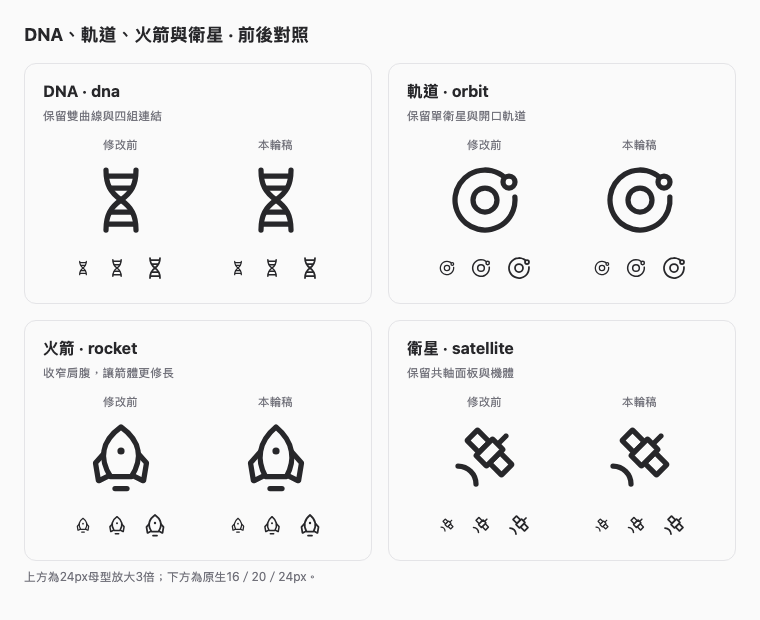 DNA、軌道、火箭與衛星 · 前後對照
DNA · dna
保留雙曲線與四組連結
修改前
本輪稿
軌道 · orbit
保留單衛星與開口軌道
修改前
本輪稿
火箭 · rocket
收窄肩腹，讓箭體更修長
修改前
本輪稿
衛星 · satellite
保留共軸面板與機體
修改前
本輪稿
上方為24px母型放大3倍；下方為原生16 / 20 / 24px。